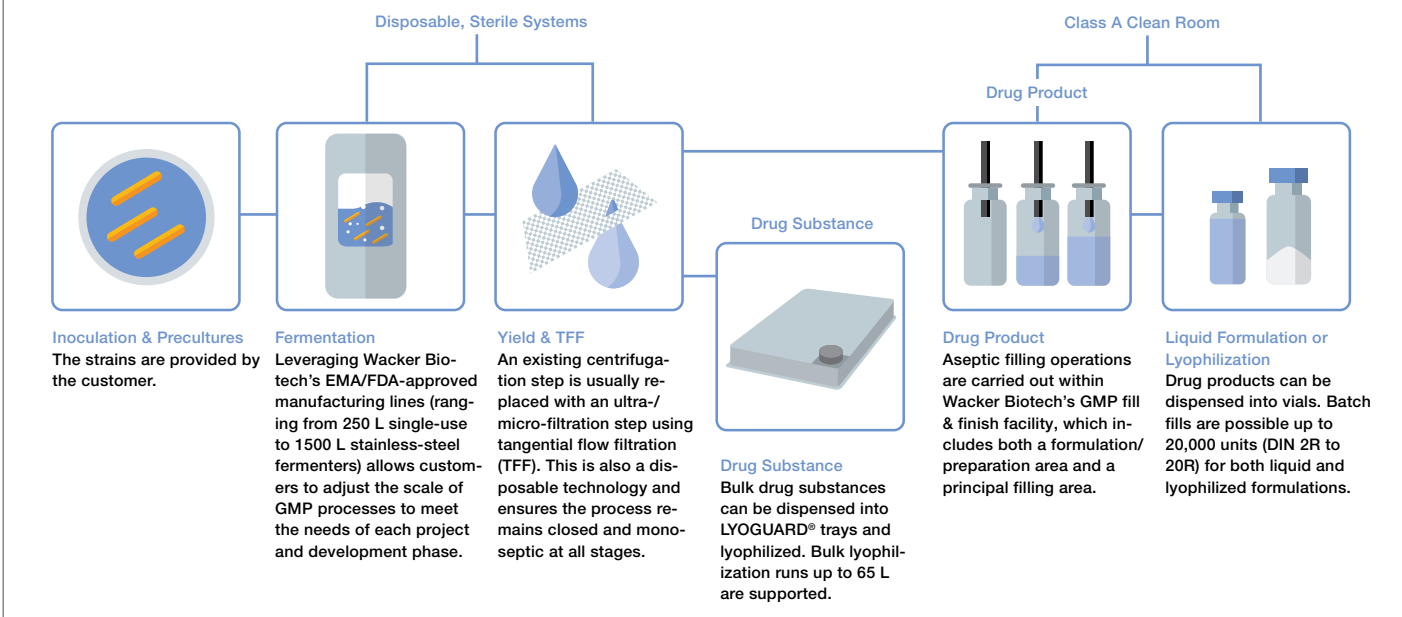 Disposable, Sterile Systems
Class A Clean Room
Drug Product
Drug Substance
Inoculation & Precultures
The strains are provided by
the customer.
Fermentation
Leveraging Wacker Bio-
tech's EMA/FDA-approved
manufacturing lines (rang-
ing from 250 L single-use
to 1500 L stainless-steel
fermenters) allows custom-
ers to adjust the scale of
GMP processes to meet
the needs of each project
and development phase.
Yield & TFF
An existing centrifuga-
tion step is usually re-
placed with an ultra-/
micro-filtration step using
tangential flow filtration
(TFF). This is also a dis-
posable technology and
ensures the process re-
mains closed and mono-
septic at all stages.
Drug Substance
Bulk drug substances
can be dispensed into
LYOGUARD® trays and
lyophilized. Bulk lyophil-
ization runs up to 65 L
are supported.
Drug Product
Aseptic filling operations
are carried out within
Wacker Biotech's GMP fill
& finish facility, which in-
cludes both a formulation/
preparation area and a
principal filling area.
Liquid Formulation or
Lyophilization
Drug products can be
dispensed into vials. Batch
fills are possible up to
20,000 units (DIN 2R to
20R) for both liquid and
lyophilized formulations.